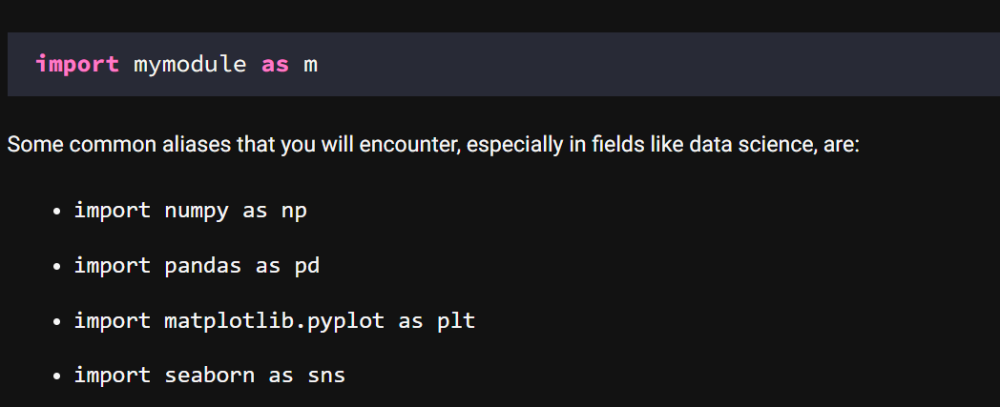 import mymodule as m
Some common aliases that you will encounter, especially in fields like data science, are:
• import numpy as np
• import pandas as pd
• import matplotlib.pyplot as plt
• import seaborn as sns